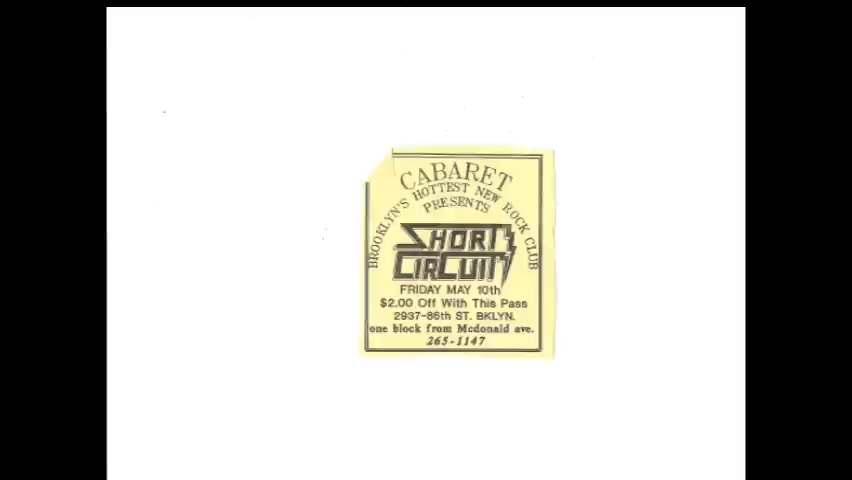 CABARET
BROOKLYN'S HOTTEST NEW ROCK CLUB
PRESENTS
SHORT
CIRCUIT
FRIDAY MAY 10th
$2.00 Off With This Pass
2937-86th ST. BKLYN.
one block from Mcdonald ave.
265-1147